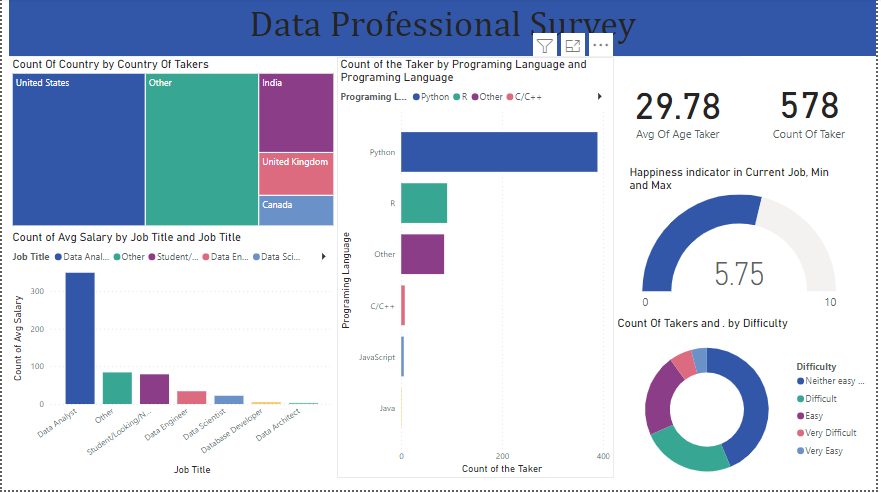 Data Professional Survey
Count Of Country by Country Of Takers
United States
Other
India
United Kingdom
Canada
Count of Avg Salary by Job Title and Job Title
Job Title
Data Anal...
Other
Student/...
Data En...
Data Sci...
Count of Avg Salary
300
200
100
0
Data Analyst
Other
Student/Looking/N...
Data Engineer
Data Scientist
Database Developer
Data Architect
Job Title
Count of the Taker by Programing Language and
Programing Language
Programing L...
Python
R
Other
C/C++
Programing Language
Python
R
Other
C/C++
JavaScript
Java
0
200
400
Count of the Taker
29.78
Avg Of Age Taker
578
Count Of Taker
Happiness indicator in Current Job, Min
and Max
5.75
0
10
Count Of Takers and . by Difficulty
Difficulty
Neither easy ...
Difficult
Easy
Very Difficult
Very Easy